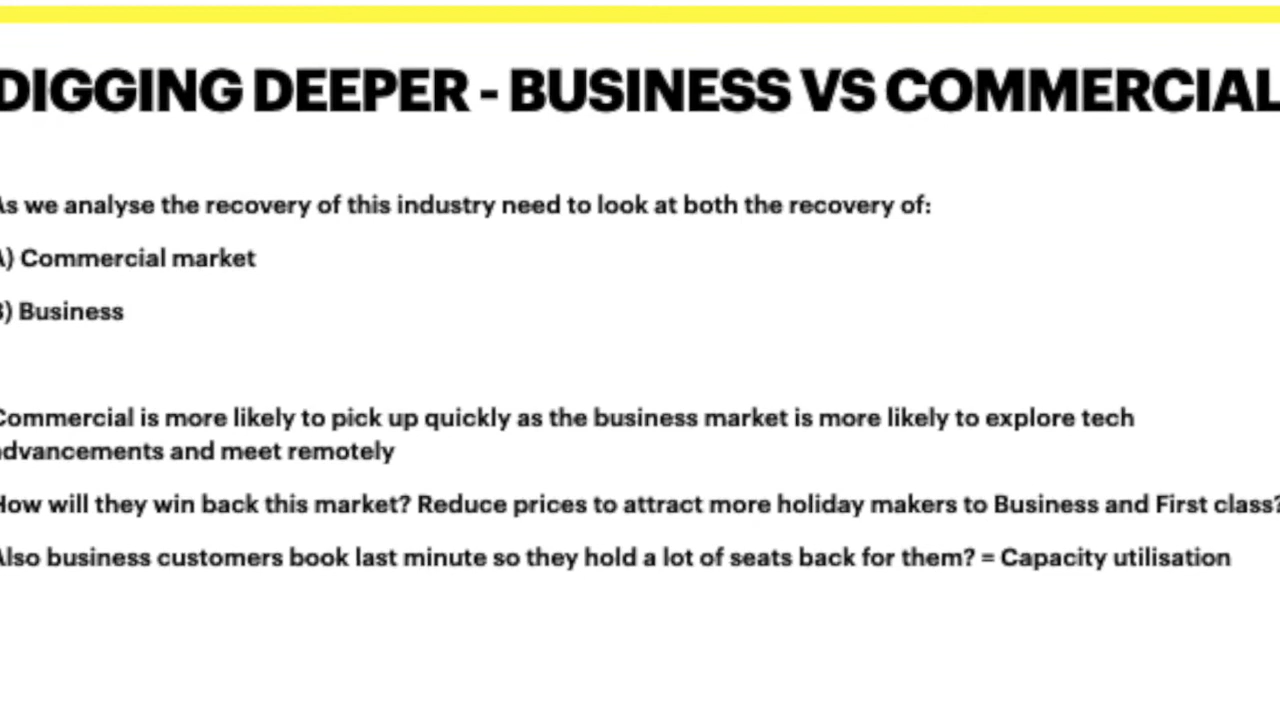 DIGGING DEEPER - BUSINESS VS COMMERCIAL
As we analyse the recovery of this industry need to look at both the recovery of:
A) Commercial market
B) Business
Commercial is more likely to pick up quickly as the business market is more likely to explore tech
advancements and meet remotely
How will they win back this market? Reduce prices to attract more holiday makers to Business and First class?
Also business customers book last minute so they hold a lot of seats back for them? = Capacity utilisation